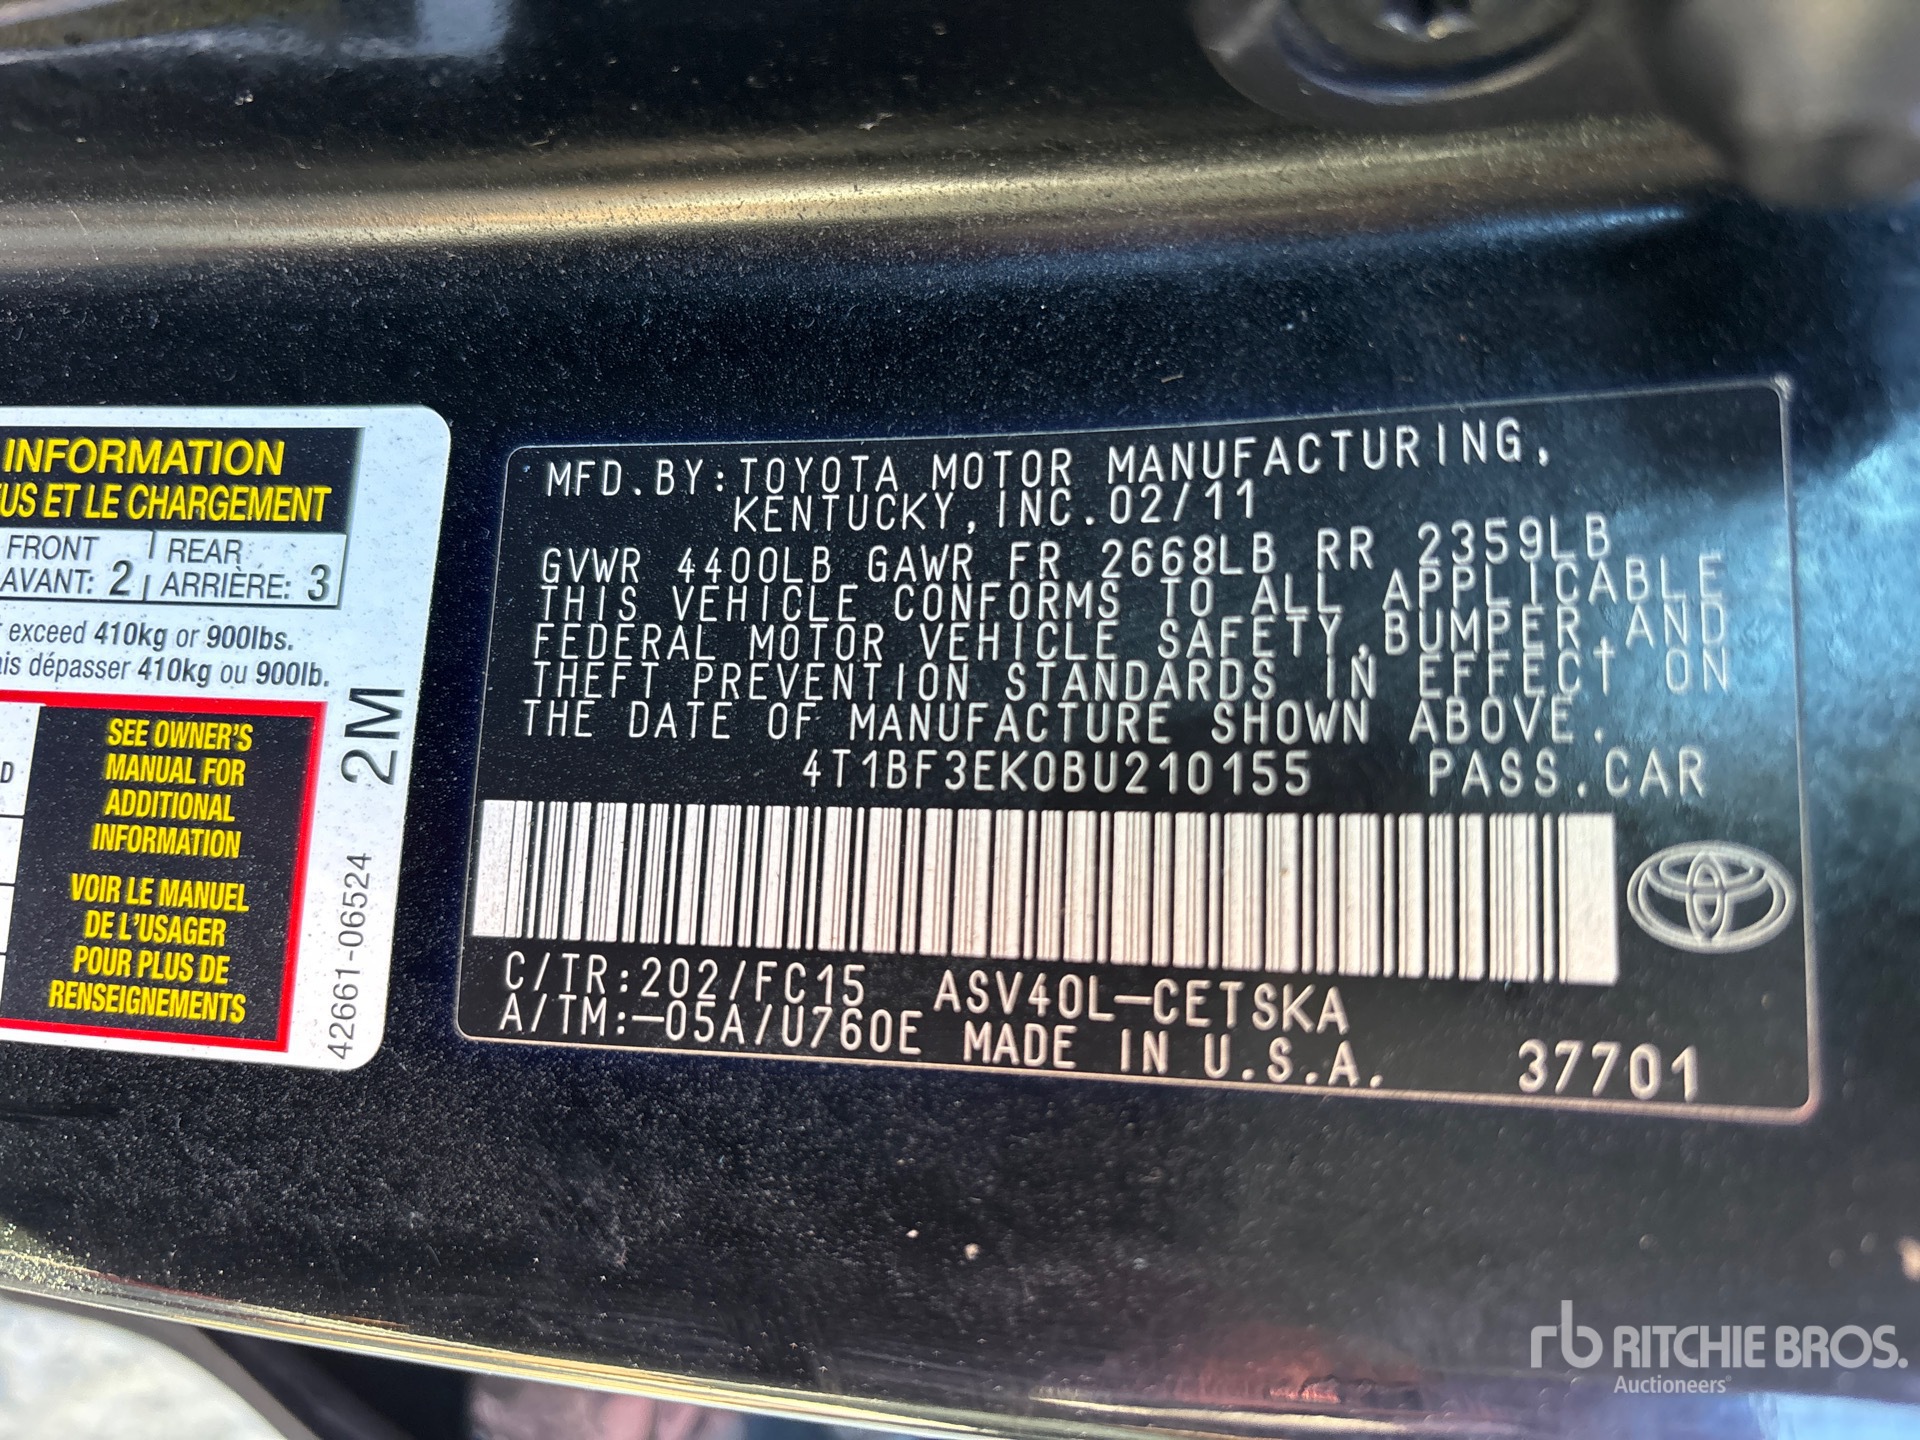 INFORMATION
US ET LE CHARGEMENT
FRONT REAR
AVANT: 2 ARRIÈRE: 3
exceed 410kg or 900lbs.
is dépasser 410kg ou 900lb.
D
SEE OWNER'S
MANUAL FOR
ADDITIONAL
INFORMATION
VOIR LE MANUEL
DE L'USAGER
POUR PLUS DE
RENSEIGNEMENTS
42661-06524 2M
MFD.BY:TOYOTA MOTOR MANUFACTURING,
KENTUCKY,INC.02/11
GVWR 4400LB GAWR FR 2668LB RR 2359LB
THIS VEHICLE CONFORMS TO ALL APPLICABLE
FEDERAL MOTOR VEHICLE SAFETY,BUMPER,AND
THEFT PREVENTION STANDARDS IN EFFECT ON
THE DATE OF MANUFACTURE SHOWN ABOVE.
4T1BF3EK0BU210155 PASS.CAR
C/TR:202/FC15 ASV40L-CETSKA
A/TM:-05A/U760E MADE IN U.S.A. 37701
rb RITCHIE BROS.
Auctioneers